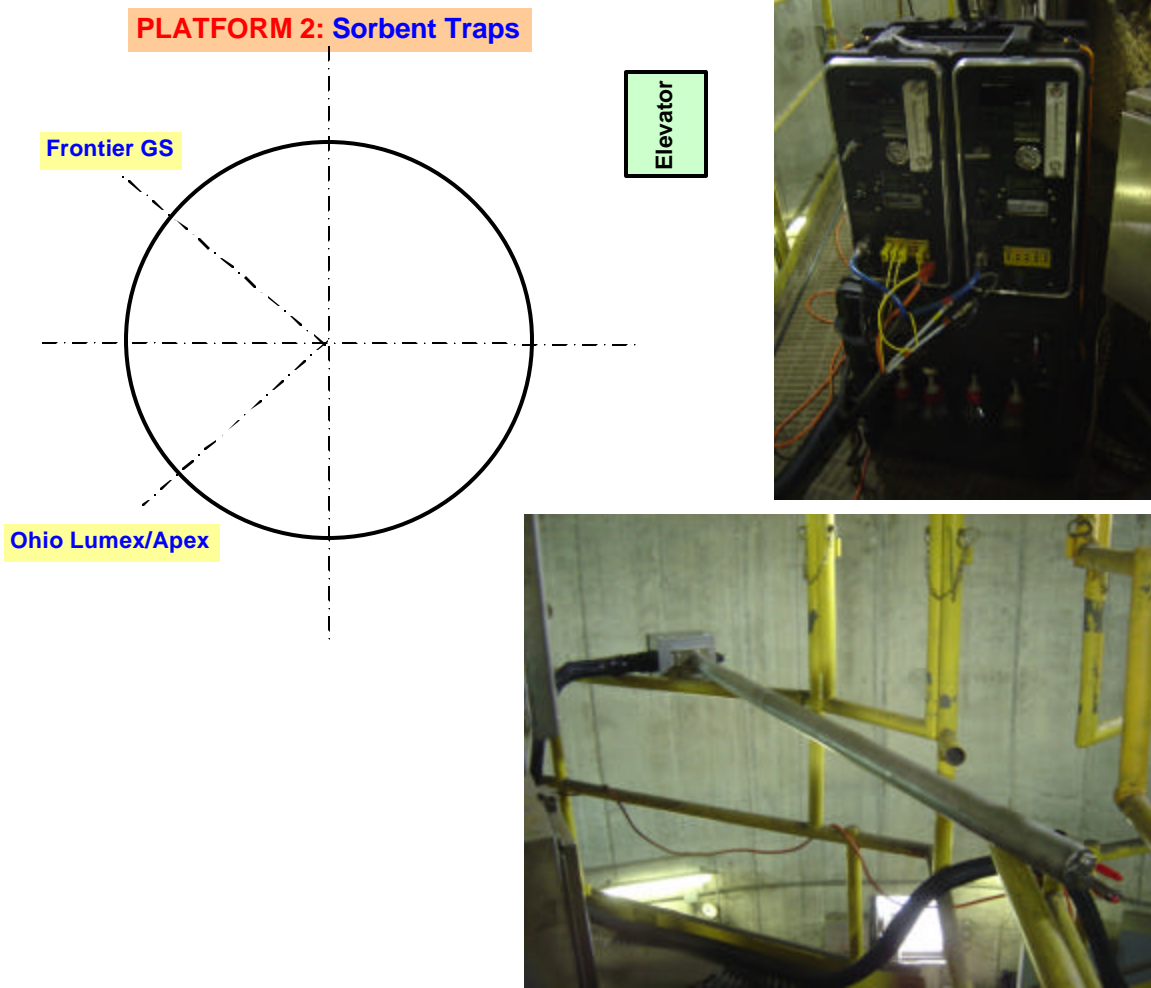 PLATFORM 2: Sorbent Traps
Elevator
Frontier GS
Ohio Lumex/Apex